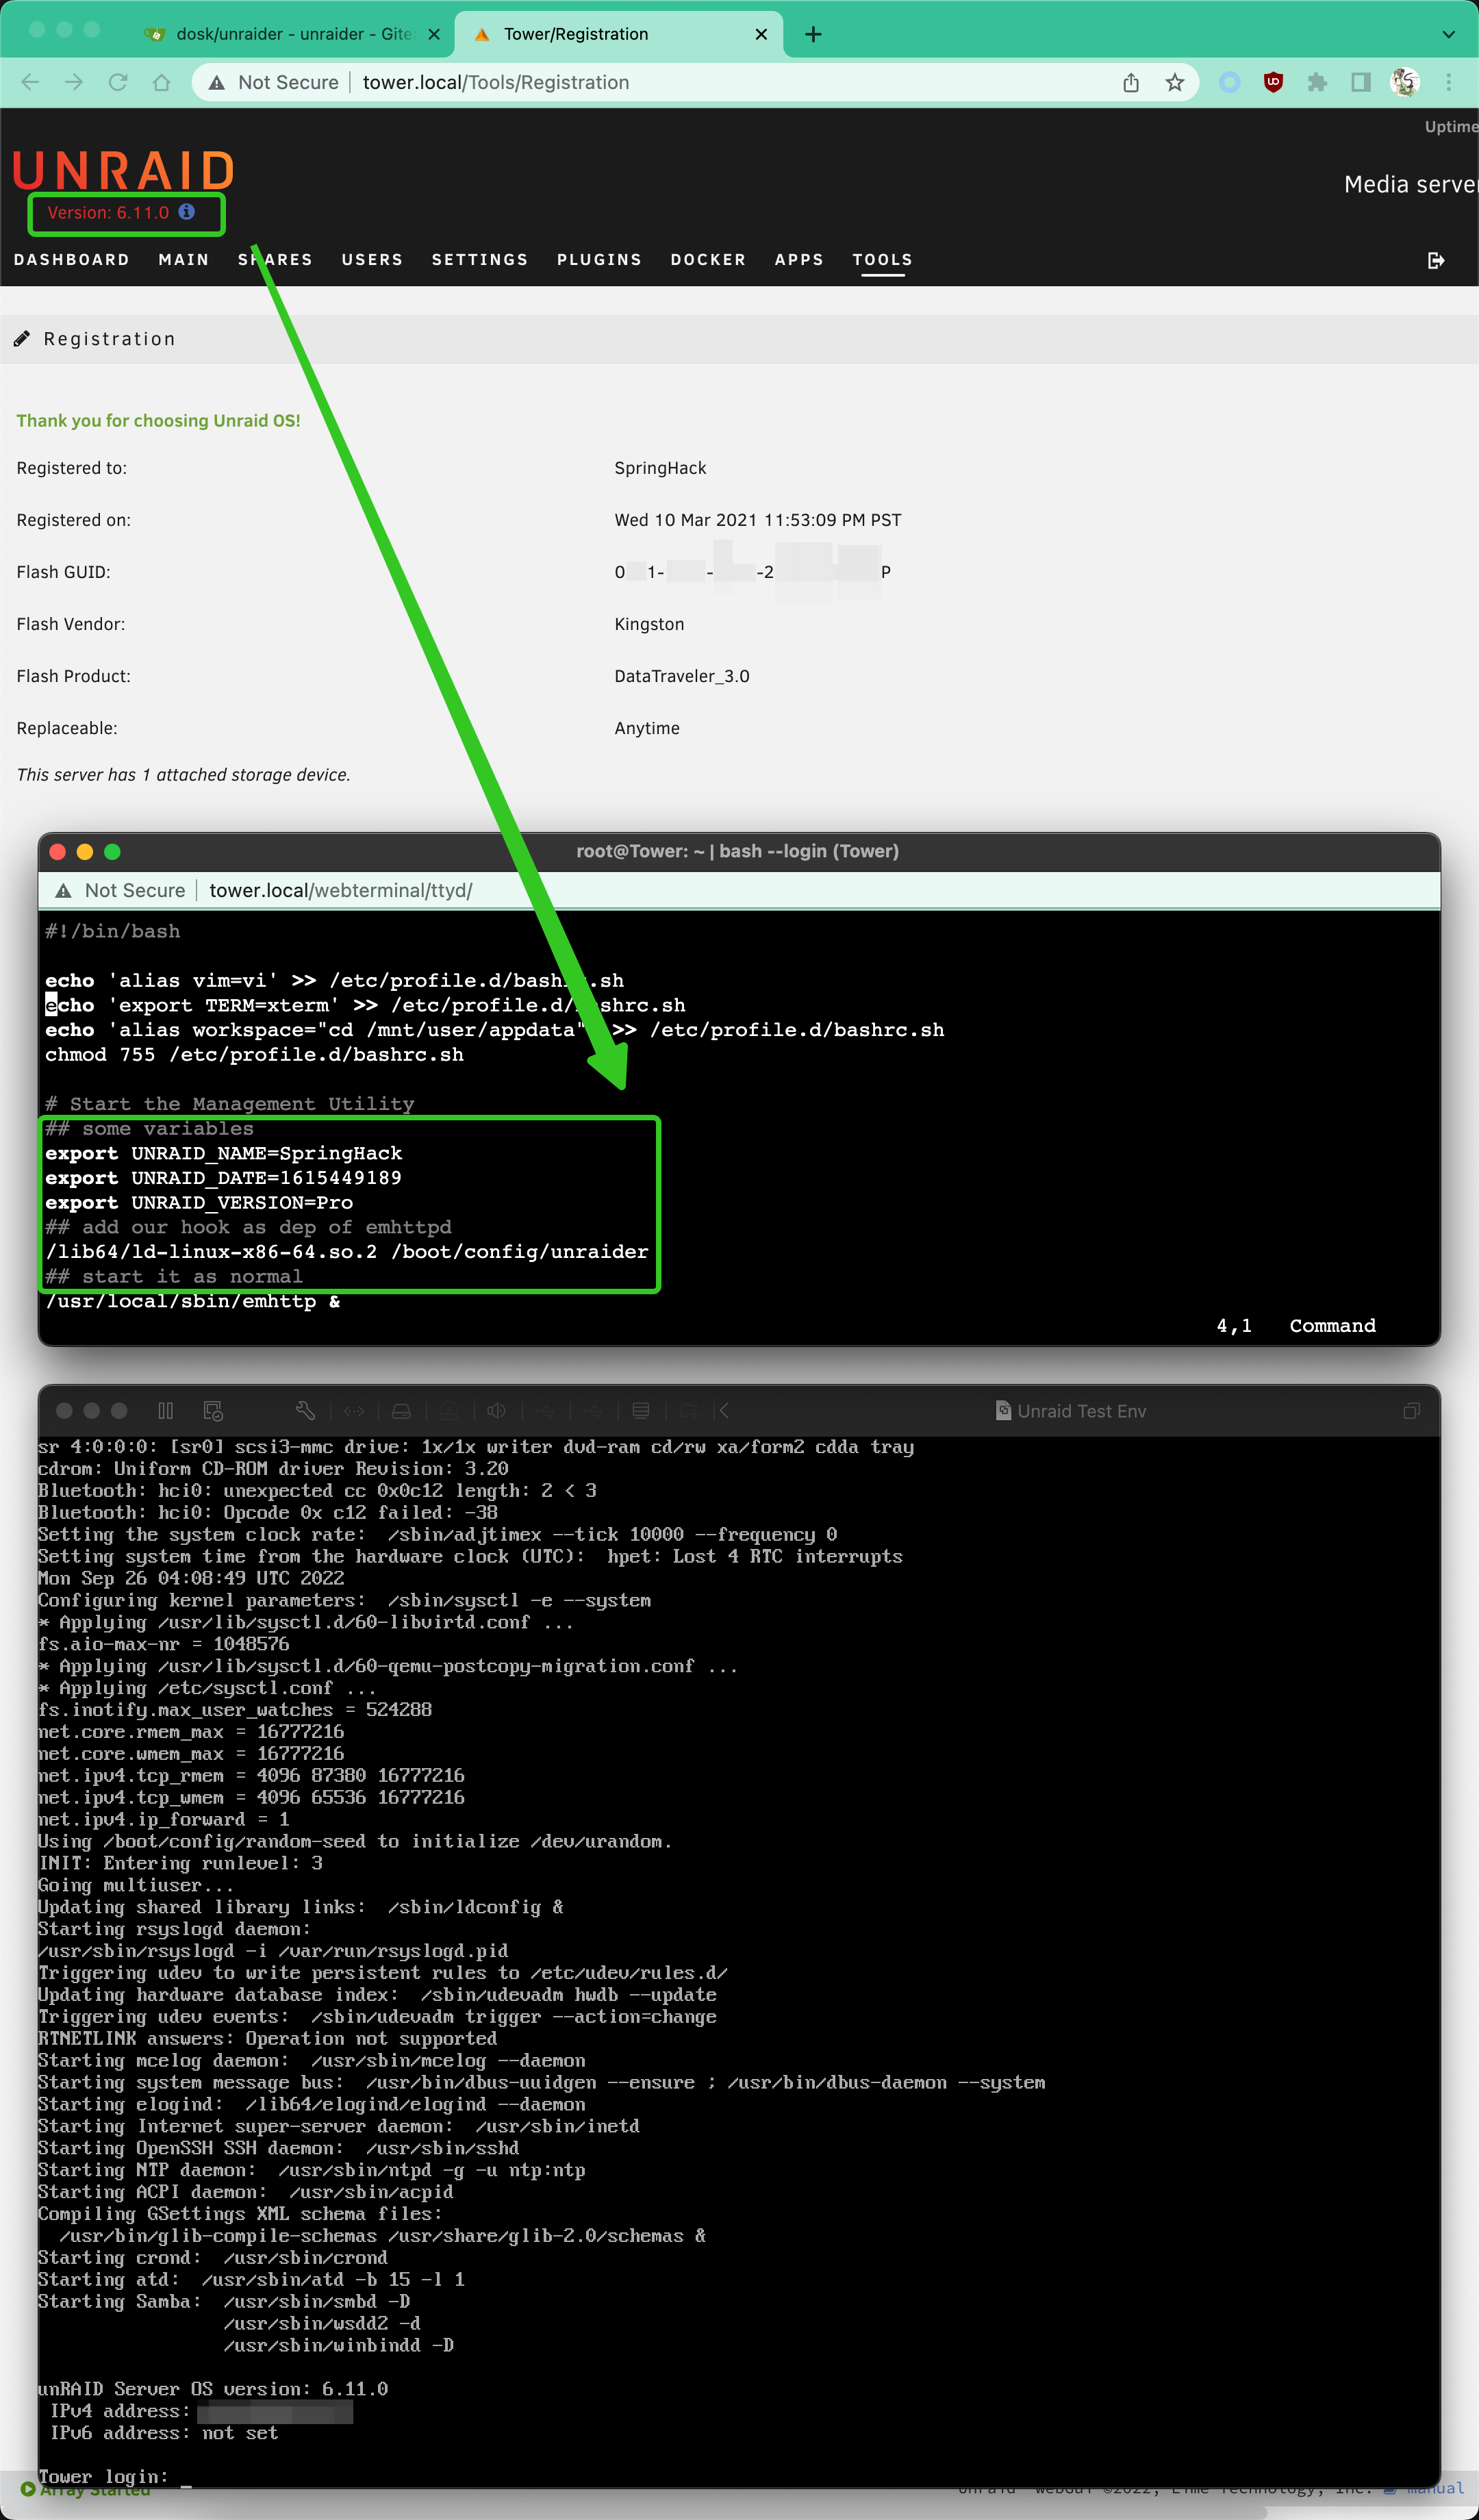 dosk/unraider - unraider - Gite
Tower/Registration
Not Secure
tower.local/Tools/Registration
Uptime
UNRAID
Media serve
Version: 6.11.0
DASHBOARD MAIN SHARES USERS SETTINGS PLUGINS DOCKER APPS TOOLS
Registration
Thank you for choosing Unraid OS!
Registered to: SpringHack
Registered on: Wed 10 Mar 2021 11:53:09 PM PST
Flash GUID: 0 1- - -2 P
Flash Vendor: Kingston
Flash Product: DataTraveler_3.0
Replaceable: Anytime
This server has 1 attached storage device.
root@Tower: ~ | bash --login (Tower)
Not Secure tower.local/webterminal/ttyd/
#!/bin/bash
echo 'alias vim=vi' >> /etc/profile.d/bashrc.sh
echo 'export TERM=xterm' >> /etc/profile.d/bashrc.sh
echo 'alias workspace="cd /mnt/user/appdata" >> /etc/profile.d/bashrc.sh
chmod 755 /etc/profile.d/bashrc.sh
# Start the Management Utility
## some variables
export UNRAID_NAME=SpringHack
export UNRAID_DATE=1615449189
export UNRAID_VERSION=Pro
## add our hook as dep of emhttpd
/lib64/ld-linux-x86-64.so.2 /boot/config/unraider
## start it as normal
/usr/local/sbin/emhttp &
4,1 Command
Unraid Test Env
sr 4:0:0:0: [sr0] scsi3-mmc drive: 1x/1x writer dvd-ram cd/rw xa/form2 cdda tray
cdrom: Uniform CD-ROM driver Revision: 3.20
Bluetooth: hci0: unexpected cc 0x0c12 length: 2 < 3
Bluetooth: hci0: Opcode 0x c12 failed: -38
Setting the system clock rate:  /sbin/adjtimex --tick 10000 --frequency 0
Setting system time from the hardware clock (UTC):  hpet: Lost 4 RTC interrupts
Mon Sep 26 04:08:49 UTC 2022
Configuring kernel parameters:  /sbin/sysctl -e --system
* Applying /usr/lib/sysctl.d/60-libvirtd.conf ...
fs.aio-max-nr = 1048576
* Applying /usr/lib/sysctl.d/60-qemu-postcopy-migration.conf ...
* Applying /etc/sysctl.conf ...
fs.inotify.max_user_watches = 524288
net.core.rmem_max = 16777216
net.core.wmem_max = 16777216
net.ipv4.tcp_rmem = 4096 87380 16777216
net.ipv4.tcp_wmem = 4096 65536 16777216
net.ipv4.ip_forward = 1
Using /boot/config/random-seed to initialize /dev/urandom.
INIT: Entering runlevel: 3
Going multiuser...
Updating shared library links:  /sbin/ldconfig &
Starting rsyslogd daemon:
/usr/sbin/rsyslogd -i /var/run/rsyslogd.pid
Triggering udev to write persistent rules to /etc/udev/rules.d/
Updating hardware database index:  /sbin/udevadm hwdb --update
Triggering udev events:  /sbin/udevadm trigger --action=change
RTNETLINK answers: Operation not supported
Starting mcelog daemon:  /usr/sbin/mcelog --daemon
Starting system message bus:  /usr/bin/dbus-uuidgen --ensure ; /usr/bin/dbus-daemon --system
Starting elogind:  /lib64/elogind/elogind --daemon
Starting Internet super-server daemon:  /usr/sbin/inetd
Starting OpenSSH SSH daemon:  /usr/sbin/sshd
Starting NTP daemon:  /usr/sbin/ntpd -g -u ntp:ntp
Starting ACPI daemon:  /usr/sbin/acpid
Compiling GSettings XML schema files:
/usr/bin/glib-compile-schemas /usr/share/glib-2.0/schemas &
Starting crond:  /usr/sbin/crond
Starting atd:  /usr/sbin/atd -b 15 -l 1
Starting Samba:  /usr/sbin/smbd -D
/usr/sbin/wsdd2 -d
/usr/sbin/winbindd -D
unRAID Server OS version: 6.11.0
IPv4 address:
IPv6 address: not set
Tower login: _
Array Started
Unraid® webGui ©2022, Lime Technology, Inc. manual